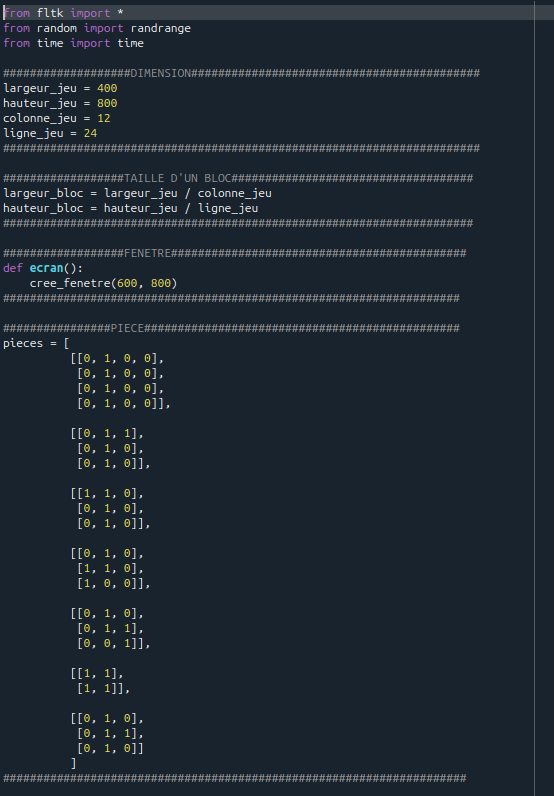 from fltk import *
from random import randrange
from time import time
###################DIMENSION###########################################
largeur_jeu = 400
hauteur_jeu = 800
colonne_jeu = 12
ligne_jeu = 24
#######################################################################
##################TAILLE D'UN BLOC####################################
largeur_bloc = largeur_jeu / colonne_jeu
hauteur_bloc = hauteur_jeu / ligne_jeu
######################################################################
##################FENETRE############################################
def ecran():
    cree_fenetre(600, 800)
####################################################################
################PIECE###############################################
pieces = [
          [[0, 1, 0, 0],
           [0, 1, 0, 0],
           [0, 1, 0, 0],
           [0, 1, 0, 0]],
          [[0, 1, 1],
           [0, 1, 0],
           [0, 1, 0]],
          [[1, 1, 0],
           [0, 1, 0],
           [0, 1, 0]],
          [[0, 1, 0],
           [1, 1, 0],
           [1, 0, 0]],
          [[0, 1, 0],
           [0, 1, 1],
           [0, 0, 1]],
          [[1, 1],
           [1, 1]],
          [[0, 1, 0],
           [0, 1, 1],
           [0, 1, 0]]
          ]
#####################################################################